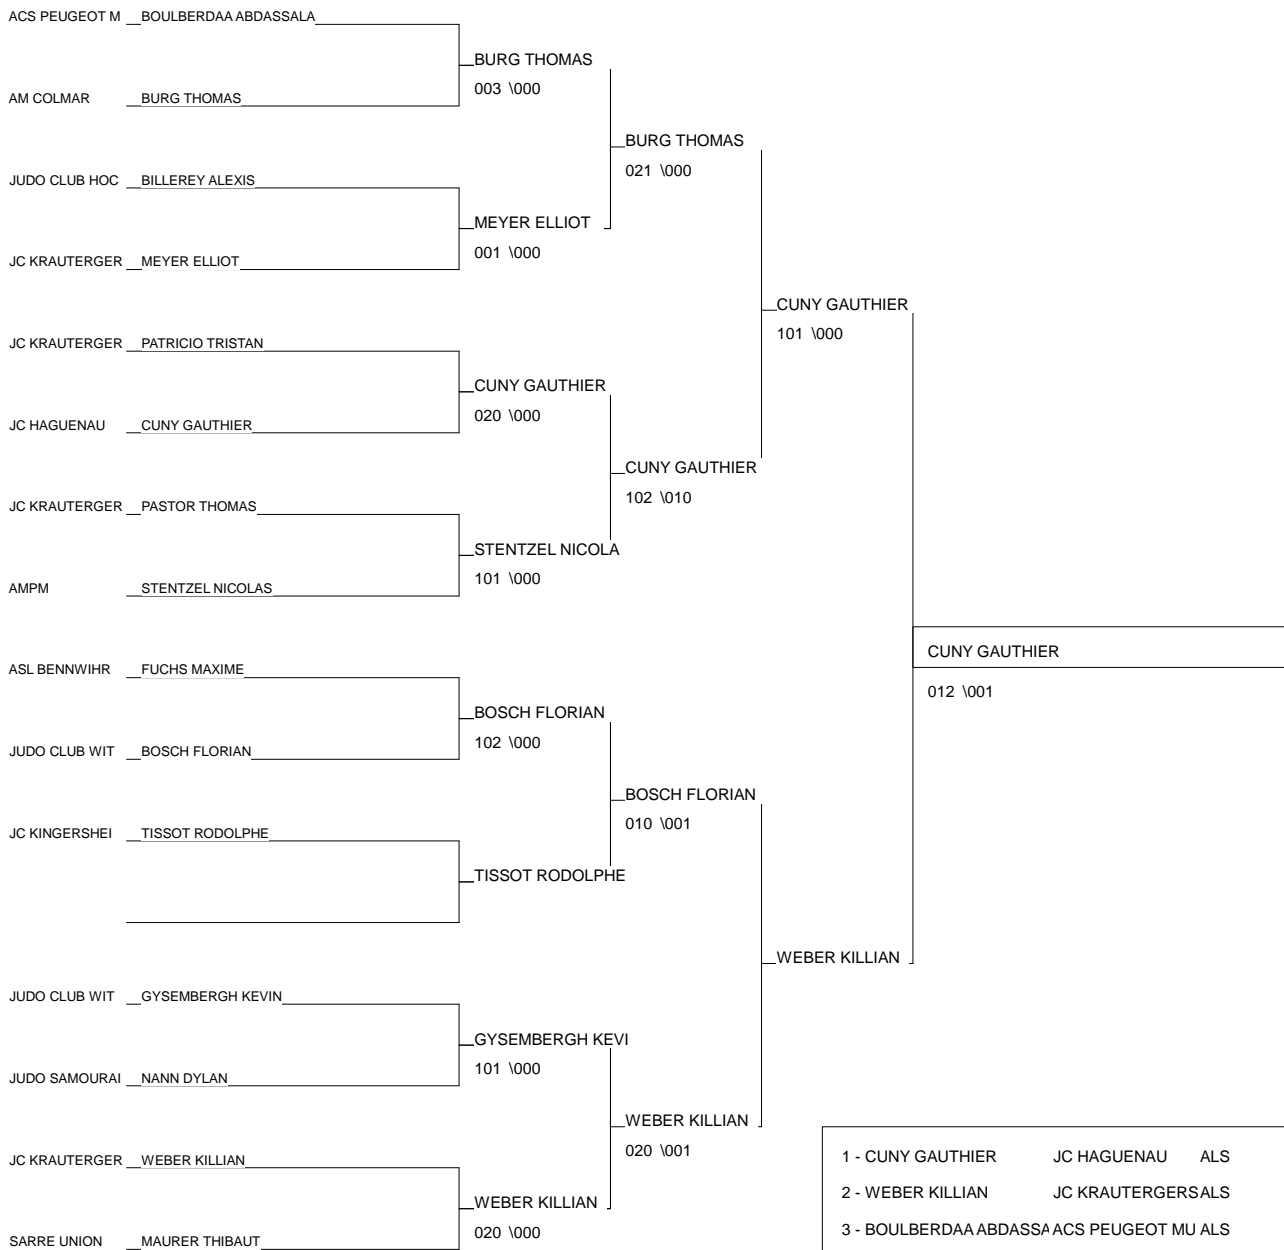 ACS PEUGEOT M BOULBERDAA ABDASSALA
BURG THOMAS
003 \000
AM COLMAR BURG THOMAS
BURG THOMAS
021 \000
JUDO CLUB HOC BILLEREY ALEXIS
MEYER ELLIOT
001 \000
JC KRAUTERGER MEYER ELLIOT
CUNY GAUTHIER
101 \000
JC KRAUTERGER PATRICIO TRISTAN
CUNY GAUTHIER
020 \000
JC HAGUENAU CUNY GAUTHIER
CUNY GAUTHIER
102 \010
JC KRAUTERGER PASTOR THOMAS
STENTZEL NICOLA
101 \000
AMPM STENTZEL NICOLAS
CUNY GAUTHIER
012 \001
ASL BENNWIHR FUCHS MAXIME
BOSCH FLORIAN
102 \000
JUDO CLUB WIT BOSCH FLORIAN
BOSCH FLORIAN
010 \001
JC KINGERSHEI TISSOT RODOLPHE
TISSOT RODOLPHE
WEBER KILLIAN
JUDO CLUB WIT GYSEMBERGH KEVIN
GYSEMBERGH KEVI
101 \000
JUDO SAMOURAI NANN DYLAN
WEBER KILLIAN
020 \001
JC KRAUTERGER WEBER KILLIAN
WEBER KILLIAN
020 \000
SARRE UNION MAURER THIBAUT
1 - CUNY GAUTHIER JC HAGUENAU ALS
2 - WEBER KILLIAN JC KRAUTERGERS ALS
3 - BOULBERDAA ABDASSA ACS PEUGEOT MU ALS